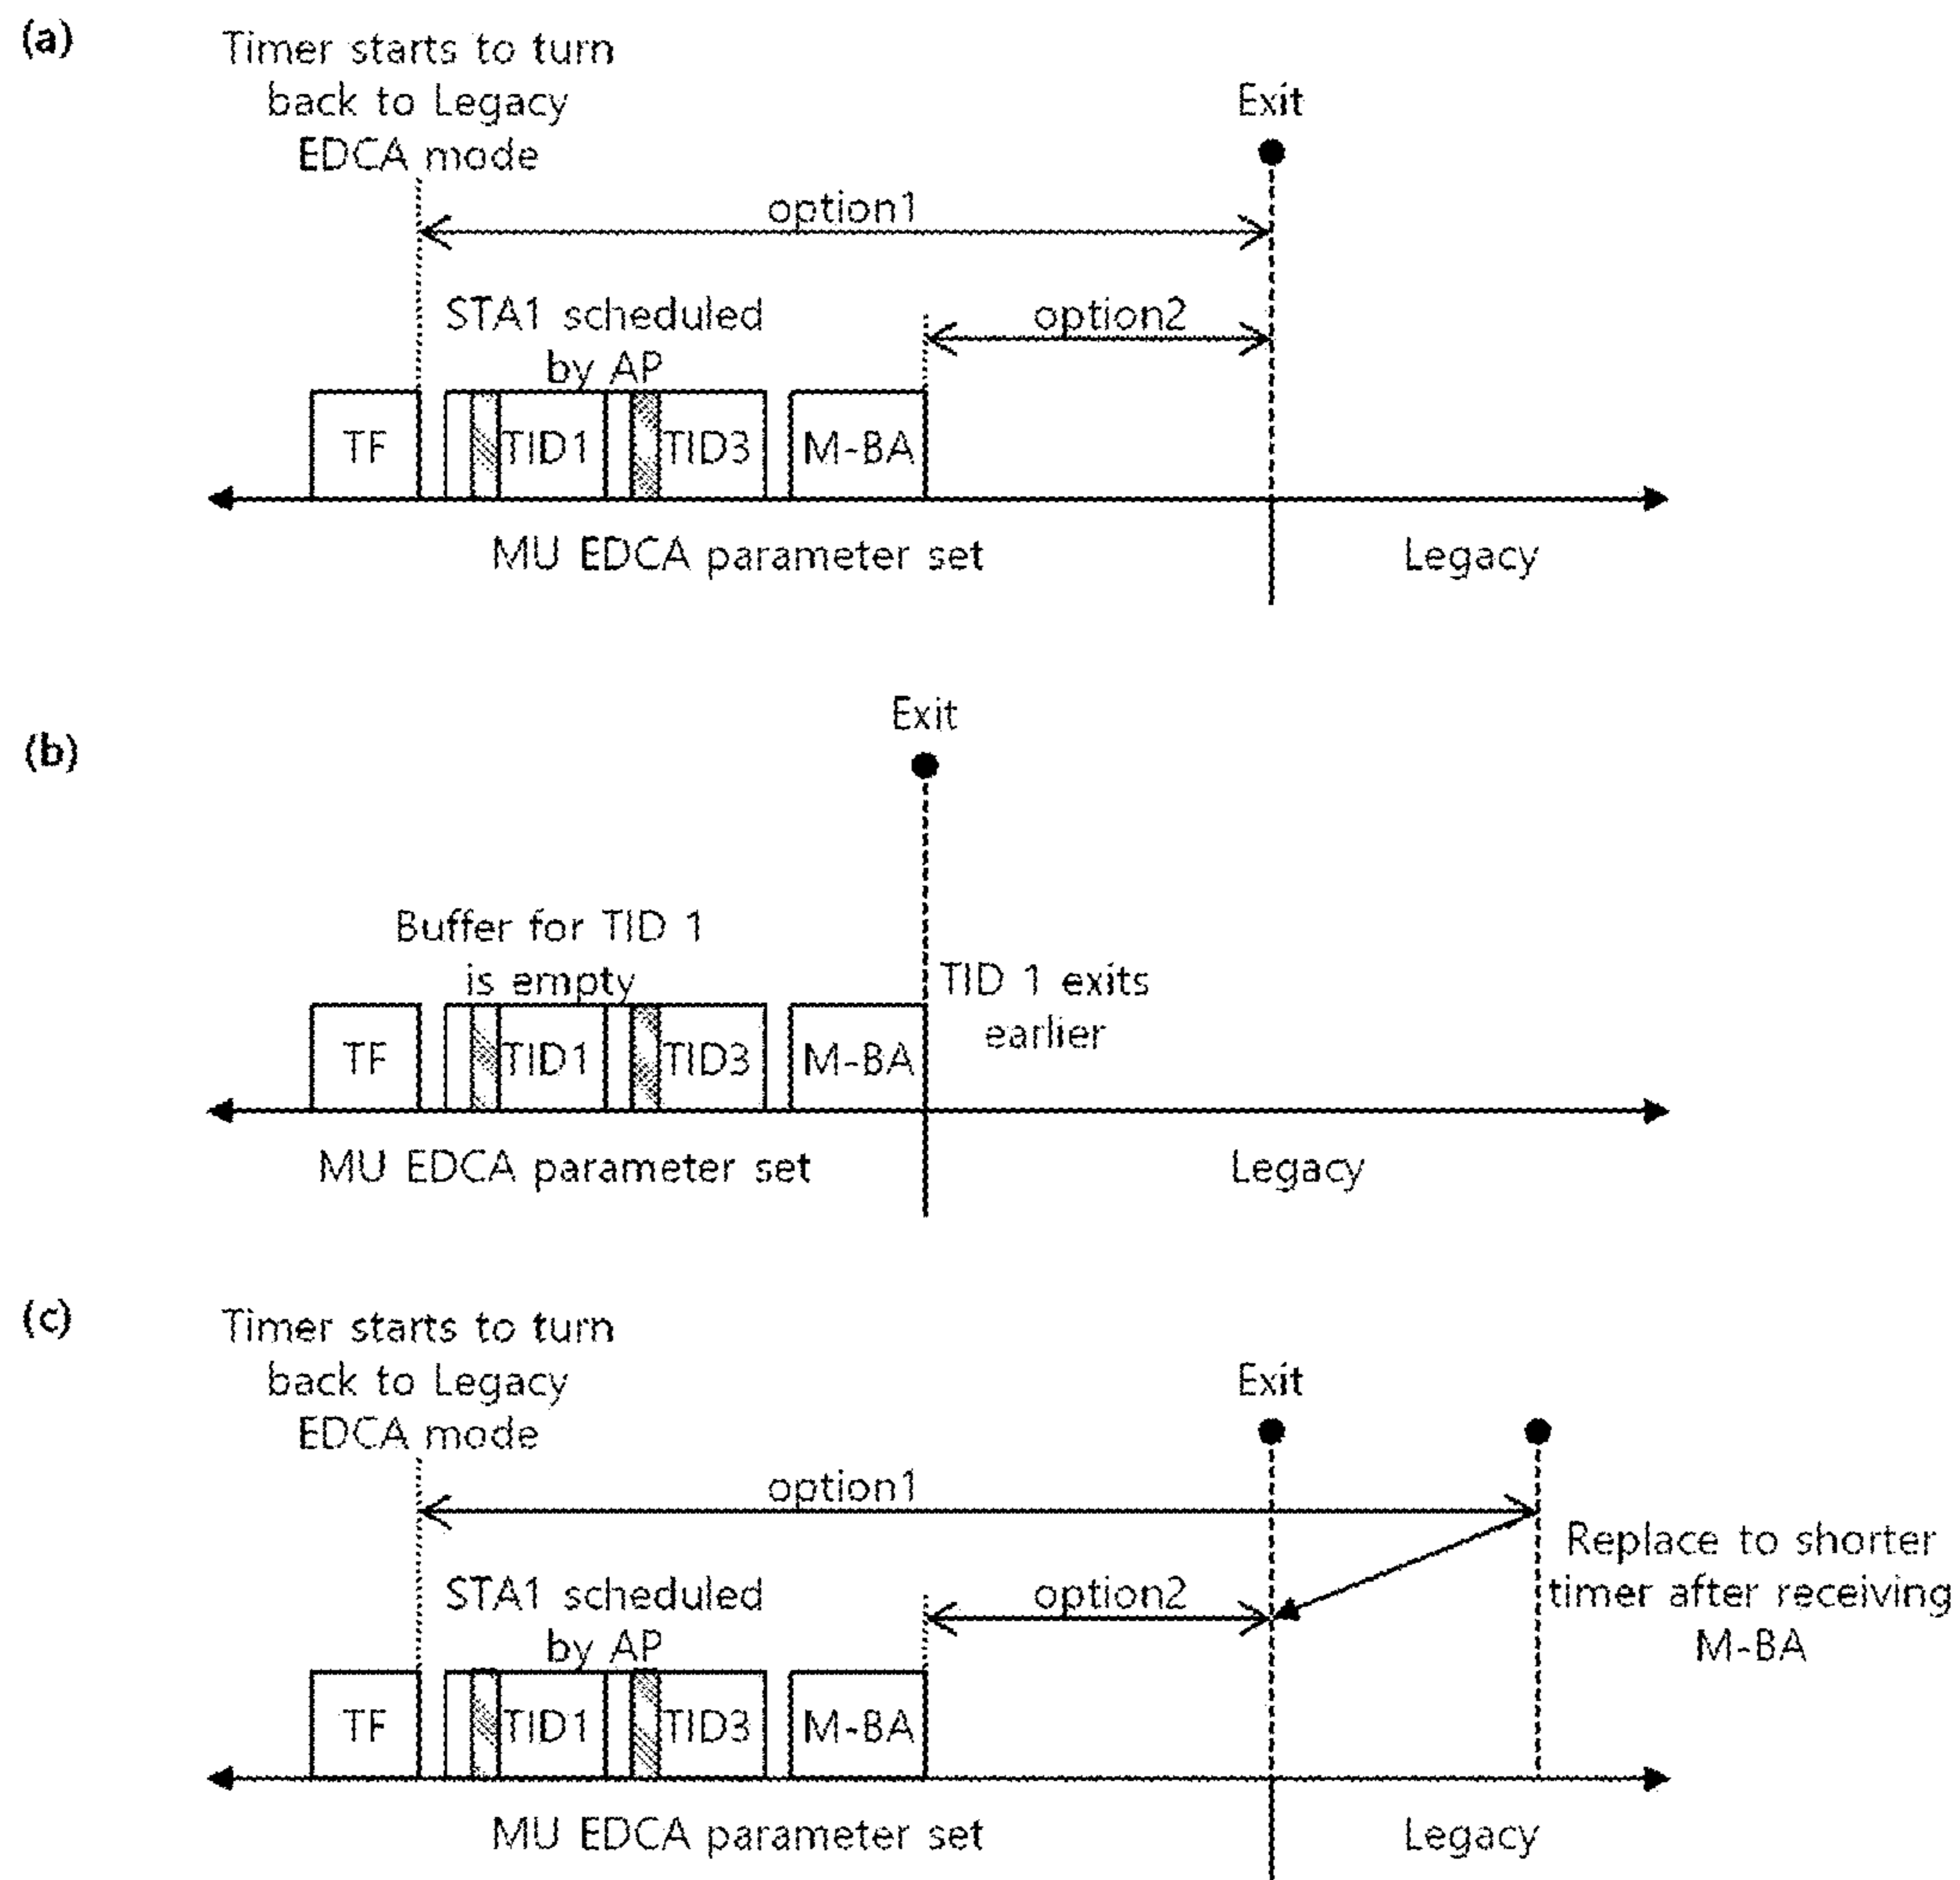 (a)
Timer starts to turn
back to Legacy
EDCA mode
Exit
option1
STA1 scheduled
by AP
option2
TF
TID1
TID3
M-BA
MU EDCA parameter set
Legacy
(b)
Exit
Buffer for TID 1
is empty
TID 1 exits
earlier
TF
TID1
TID3
M-BA
MU EDCA parameter set
Legacy
(c)
Timer starts to turn
back to Legacy
EDCA mode
Exit
option1
Replace to shorter
timer after receiving
M-BA
STA1 scheduled
by AP
option2
TF
TID1
TID3
M-BA
MU EDCA parameter set
Legacy